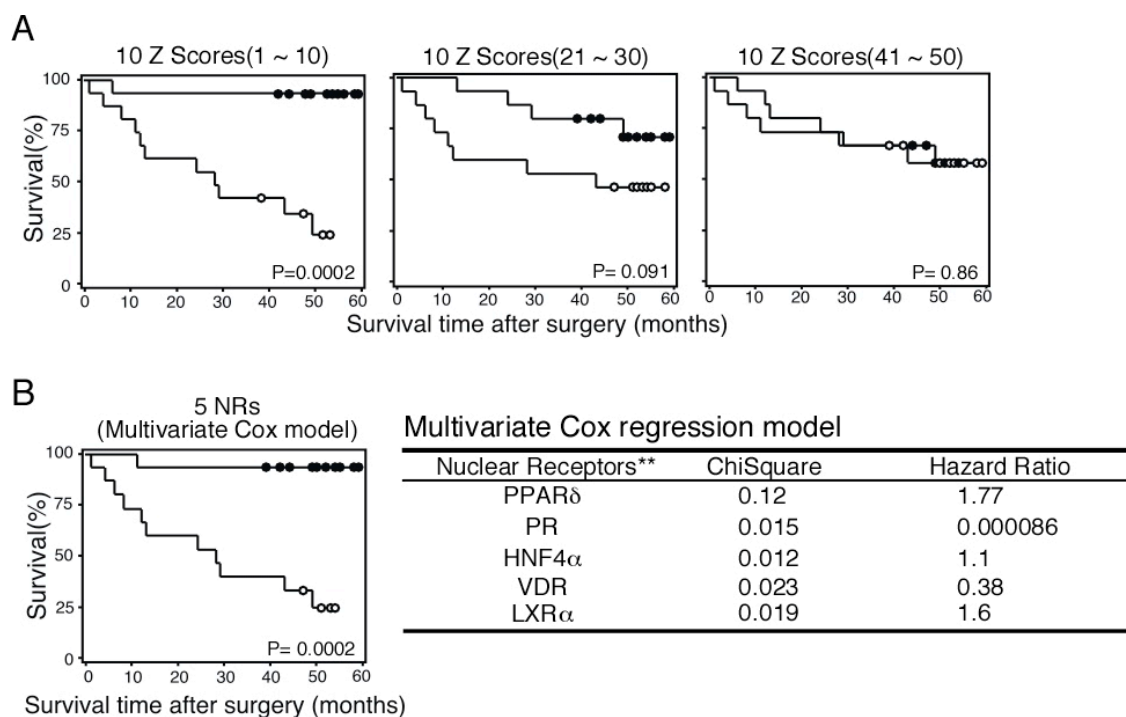 A
10 Z Scores(1 ~ 10)
10 Z Scores(21 ~ 30)
10 Z Scores(41 ~ 50)
Survival(%)
100
75
50
25
0
P=0.0002
P= 0.091
P= 0.86
0 10 20 30 40 50 60
0 10 20 30 40 50 60
0 10 20 30 40 50 60
Survival time after surgery (months)
B
5 NRs
(Multivariate Cox model)
Survival(%)
100
75
50
25
0
P= 0.0002
0 10 20 30 40 50 60
Survival time after surgery (months)
Multivariate Cox regression model
Nuclear Receptors** ChiSquare Hazard Ratio
PPARδ 0.12 1.77
PR 0.015 0.000086
HNF4α 0.012 1.1
VDR 0.023 0.38
LXRα 0.019 1.6